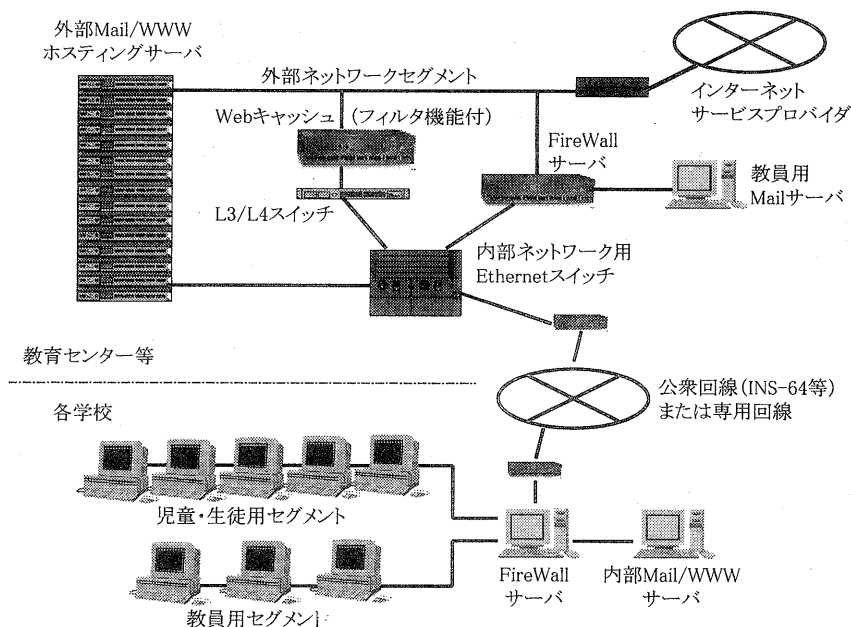 外部Mail/WWW
ホスティングサーバ
外部ネットワークセグメント
インターネット
サービスプロバイダ
Webキャッシュ(フィルタ機能付)
FireWall
サーバ
教員用
Mailサーバ
L3/L4スイッチ
内部ネットワーク用
Ethernetスイッチ
教育センター等
公衆回線(INS-64等)
または専用回線
各学校
児童・生徒用セグメント
FireWall
サーバ
内部Mail/WWW
サーバ
教員用セグメント